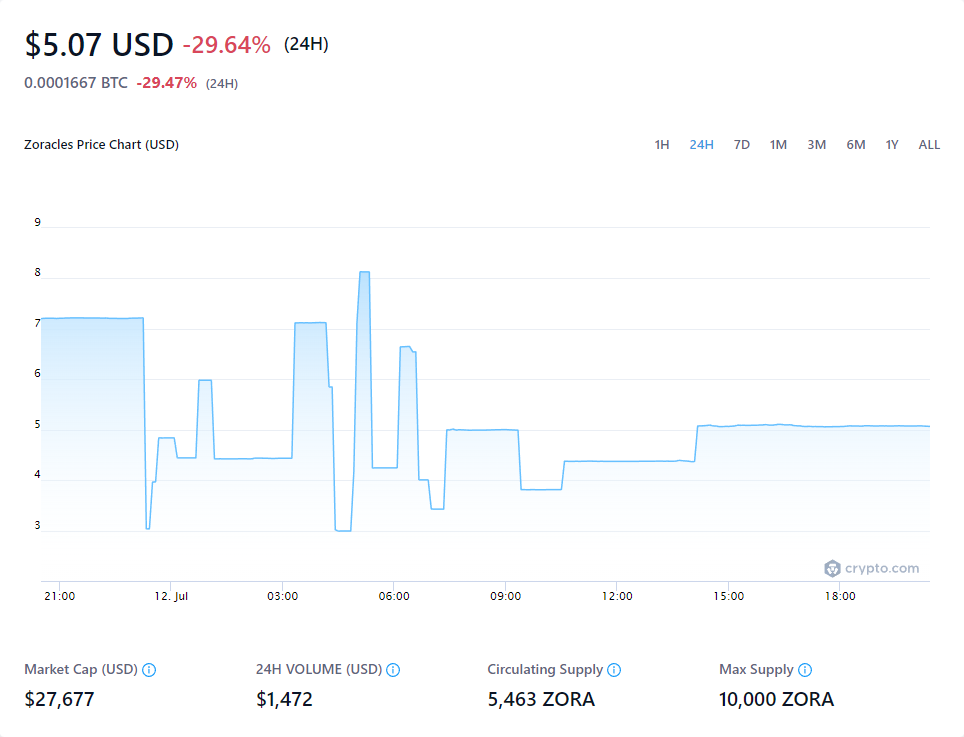 $5.07 USD -29.64% (24H)
0.0001667 BTC -29.47% (24H)
Zoracles Price Chart (USD) 1H 24H 7D 1M 3M 6M 1Y ALL
9
8
7
6
5
4
3
crypto.com
21:00 12. Jul 03:00 06:00 09:00 12:00 15:00 18:00
Market Cap (USD) 24H VOLUME (USD) Circulating Supply Max Supply
$27,677 $1,472 5,463 ZORA 10,000 ZORA